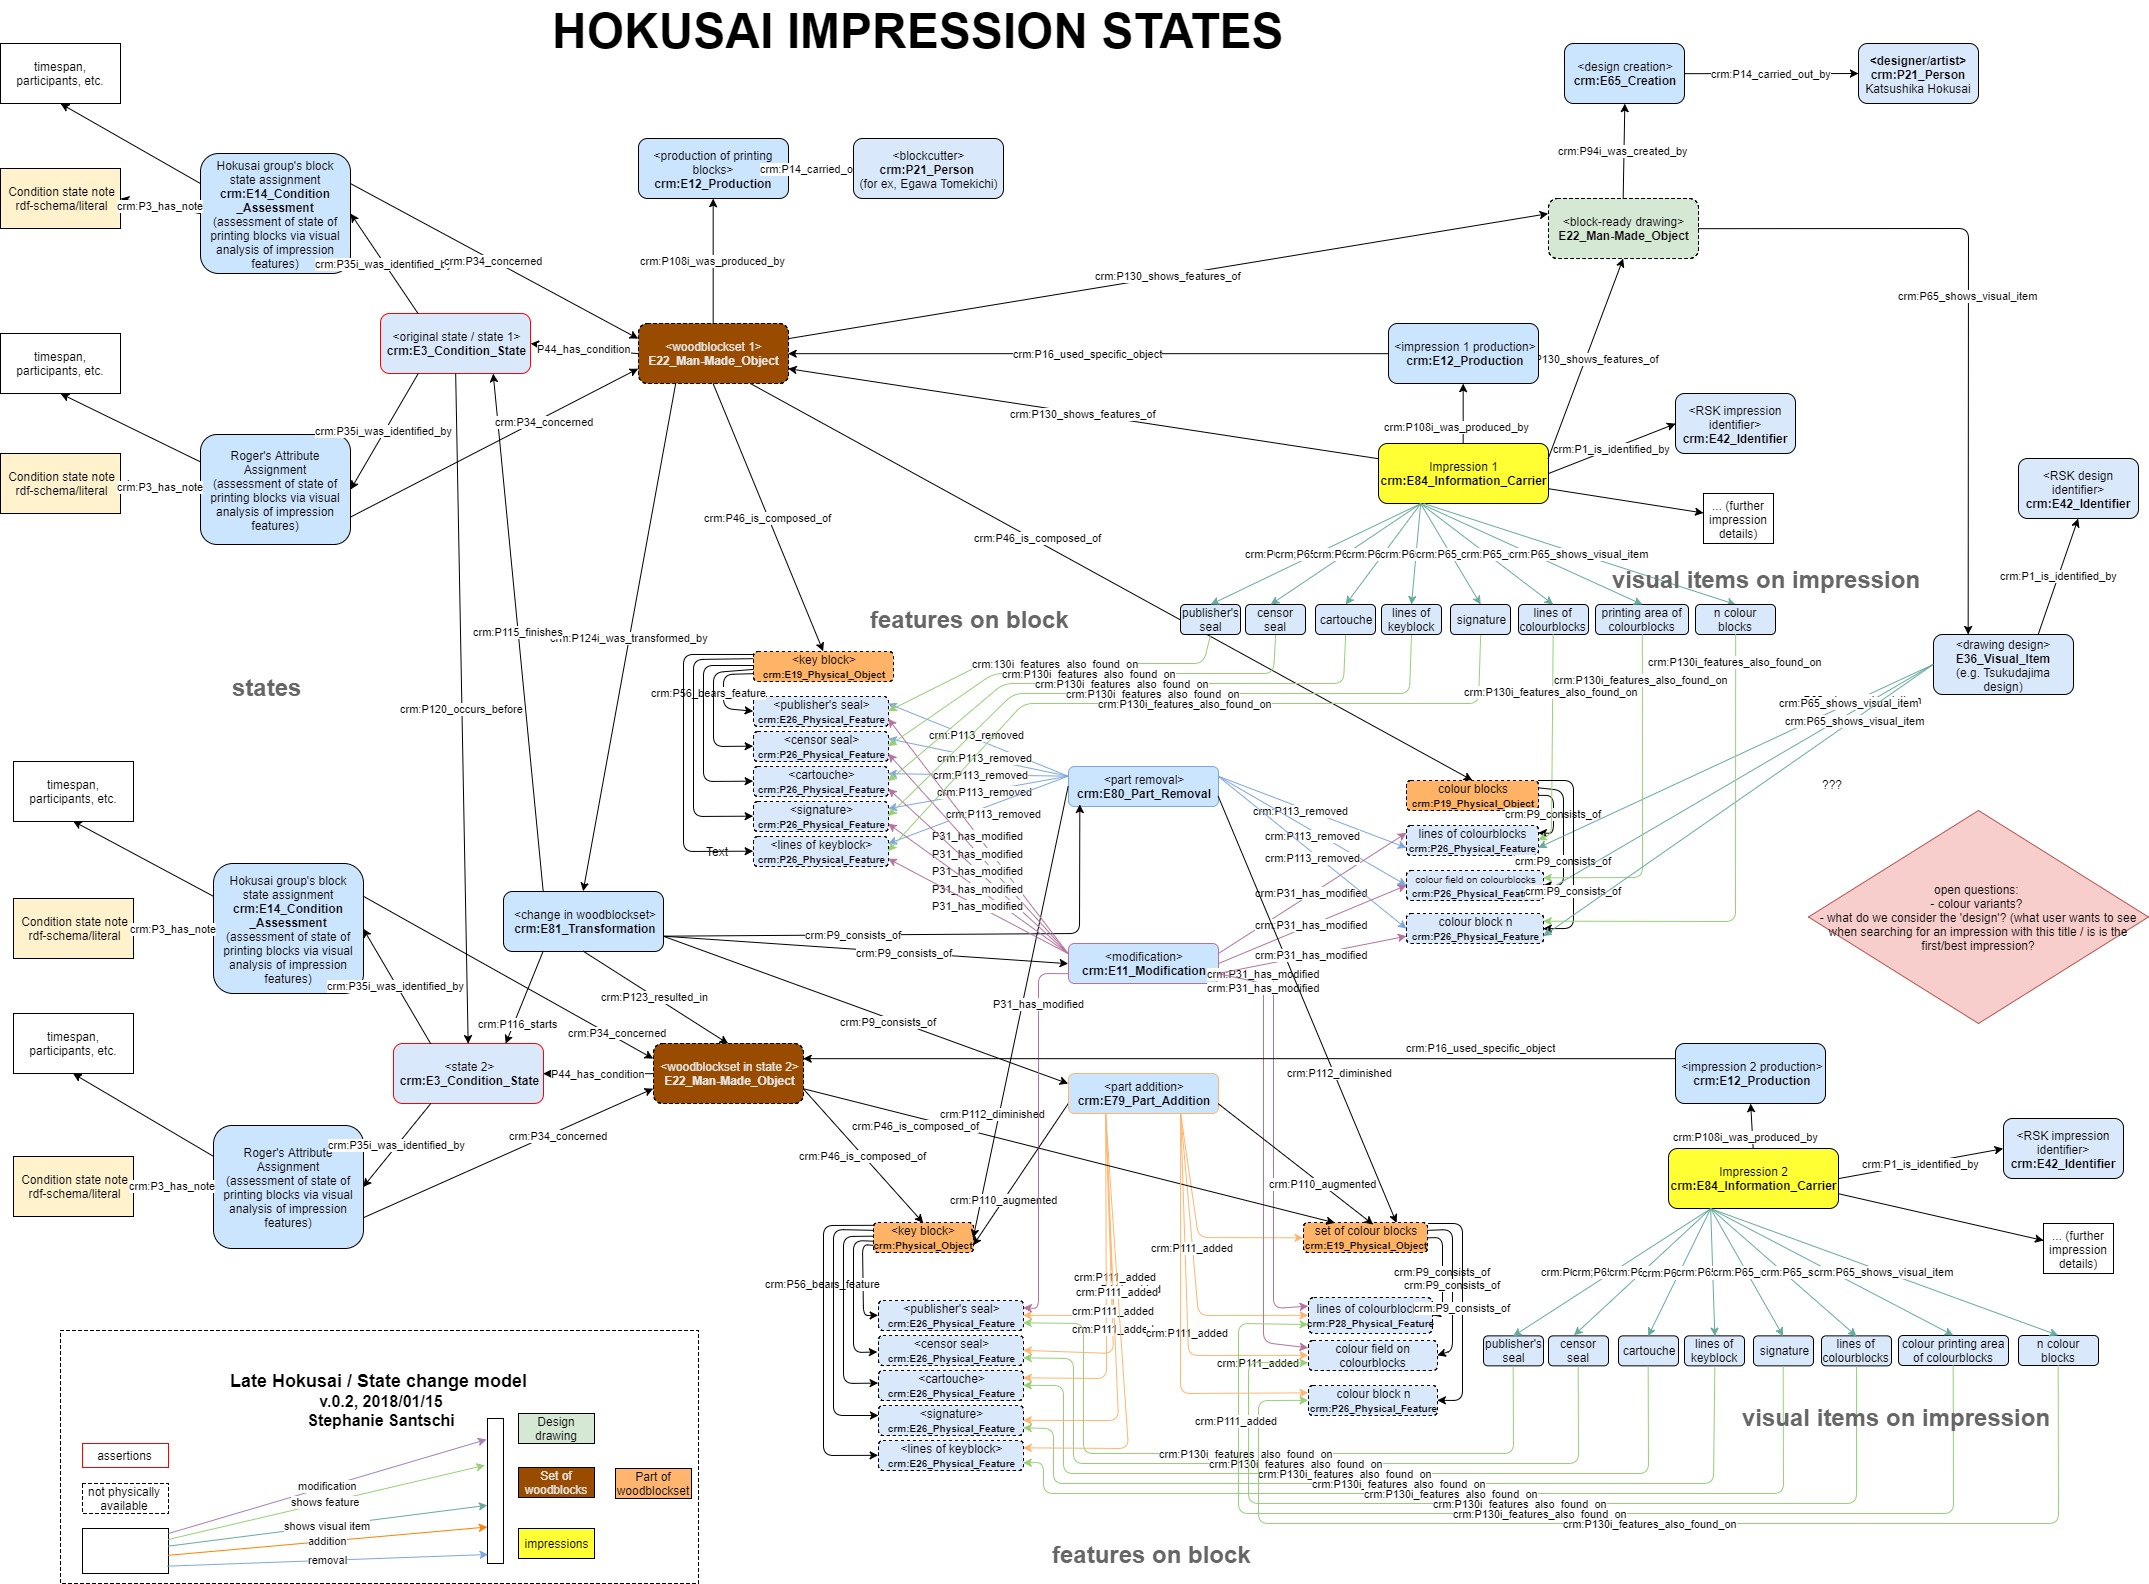 HOKUSAI IMPRESSION STATES
timespan,
participants, etc.
Condition state note
rdf-schema/literal
crm:P3_has_note
Hokusai group's block
state assignment
crm:E14_Condition
_Assessment
(assessment of state of
printing blocks via visual
analysis of impression
features)
crm:P34_concerned
<production of printing
blocks>
crm:E12_Production
<blockcutter>
crm:P21_Person
(for ex, Egawa Tomekichi)
crm:P108i_was_produced_by
<design creation>
crm:E65_Creation
crm:P14_carried_out_by
<designer/artist>
crm:P21_Person
Katsushika Hokusai
crm:P94i_was_created_by
<block-ready drawing>
E22_Man-Made_Object
crm:P130_shows_features_of
crm:P65_shows_visual_item
timespan,
participants, etc.
Condition state note
rdf-schema/literal
crm:P3_has_note
<original state / state 1>
crm:E3_Condition_State
P44_has_condition
<woodblockset 1>
E22_Man-Made_Object
crm:P16_used_specific_object
<impression 1 production>
crm:E12_Production
P130_shows_features_of
crm:P35i_was_identified_by
crm:P34_concerned
Roger's Attribute
Assignment
(assessment of state of
printing blocks via visual
analysis of impression
features)
crm:P130_shows_features_of
crm:P108i_was_produced_by
Impression 1
crm:E84_Information_Carrier
<RSK impression
identifier>
crm:E42_Identifier
crm:P1_is_identified_by
... (further
impression
details)
<RSK design
identifier>
crm:E42_Identifier
crm:P1_is_identified_by
crm:P46_is_composed_of
crm:P46_is_composed_of
crm:P65_shows_visual_item
visual items on impression
publisher's
seal
censor
seal
cartouche
lines of
keyblock
signature
lines of
colourblocks
printing area of
colourblocks
n colour
blocks
features on block
crm:P115_finishes
crm:P124i_was_transformed_by
states
crm:P120_occurs_before
<key block>
crm:E19_Physical_Object
crm:P56_bears_feature
<publisher's seal>
crm:E26_Physical_Feature
<censor seal>
crm:P26_Physical_Feature
<cartouche>
crm:P26_Physical_Feature
<signature>
crm:P26_Physical_Feature
<lines of keyblock>
crm:P26_Physical_Feature
Text
crm:130i_features_also_found_on
crm:P130i_features_also_found_on
crm:P130i_features_also_found_on
crm:P130i_features_also_found_on
crm:P130i_features_also_found_on
crm:P130i_features_also_found_on
crm:P130i_features_also_found_on
crm:P130i_features_also_found_on
<drawing design>
E36_Visual_Item
(e.g. Tsukudajima
design)
crm:P65_shows_visual_item
crm:P65_shows_visual_item
???
crm:P113_removed
crm:P113_removed
crm:P113_removed
crm:P113_removed
crm:P113_removed
P31_has_modified
P31_has_modified
P31_has_modified
P31_has_modified
P31_has_modified
<part removal>
crm:E80_Part_Removal
crm:P113_removed
crm:P113_removed
crm:P113_removed
colour blocks
crm:P19_Physical_Object
crm:P9_consists_of
lines of colourblocks
crm:P26_Physical_Feature
crm:P9_consists_of
colour field on colourblocks
crm:P9_consists_of
colour block n
crm:P26_Physical_Feature
crm:P31_has_modified
crm:P31_has_modified
crm:P31_has_modified
crm:P31_has_modified
crm:P31_has_modified
open questions:
- colour variants?
- what do we consider the 'design'? (what user wants to see
when searching for an impression with this title / is is the
first/best impression?
timespan,
participants, etc.
Condition state note
rdf-schema/literal
crm:P3_has_note
Hokusai group's block
state assignment
crm:E14_Condition
_Assessment
(assessment of state of
printing blocks via visual
analysis of impression
features)
crm:P35i_was_identified_by
<change in woodblockset>
crm:E81_Transformation
crm:P9_consists_of
crm:P9_consists_of
crm:P9_consists_of
<modification>
crm:E11_Modification
P31_has_modified
crm:P123_resulted_in
crm:P116_starts
crm:P34_concerned
timespan,
participants, etc.
Condition state note
rdf-schema/literal
crm:P3_has_note
<state 2>
crm:E3_Condition_State
P44_has_condition
<woodblockset in state 2>
E22_Man-Made_Object
crm:P16_used_specific_object
<impression 2 production>
crm:E12_Production
<part addition>
crm:E79_Part_Addition
crm:P112_diminished
crm:P112_diminished
crm:P35i_was_identified_by
crm:P34_concerned
Roger's Attribute
Assignment
(assessment of state of
printing blocks via visual
analysis of impression
features)
crm:P46_is_composed_of
crm:P46_is_composed_of
crm:P110_augmented
crm:P110_augmented
crm:P108i_was_produced_by
Impression 2
crm:E84_Information_Carrier
crm:P1_is_identified_by
<RSK impression
identifier>
crm:E42_Identifier
... (further
impression
details)
<key block>
crm:Physical_Object
crm:P56_bears_feature
<publisher's seal>
crm:E26_Physical_Feature
<censor seal>
crm:E26_Physical_Feature
<cartouche>
crm:E26_Physical_Feature
<signature>
crm:E26_Physical_Feature
<lines of keyblock>
crm:E26_Physical_Feature
crm:P111_added
crm:P111_added
crm:P111_added
crm:P111_added
crm:P111_added
crm:P111_added
crm:P111_added
set of colour blocks
crm:E19_Physical_Object
crm:P9_consists_of
crm:P9_consists_of
crm:P9_consists_of
crm:P28_Physical_Feature
colour field on
colourblocks
colour block n
crm:P26_Physical_Feature
crm:P65_shows_visual_item
publisher's
seal
censor
seal
cartouche
lines of
keyblock
signature
lines of
colourblocks
colour printing area
of colourblocks
n colour
blocks
visual items on impression
crm:P130i_features_also_found_on
crm:P130i_features_also_found_on
crm:P130i_features_also_found_on
crm:P130i_features_also_found_on
crm:P130i_features_also_found_on
crm:P130i_features_also_found_on
crm:P130i_features_also_found_on
crm:P130i_features_also_found_on
features on block
Late Hokusai / State change model
v.0.2, 2018/01/15
Stephanie Santschi
assertions
not physically
available
modification
shows feature
shows visual item
addition
removal
Design
drawing
Set of
woodblocks
Part of
woodblockset
impressions